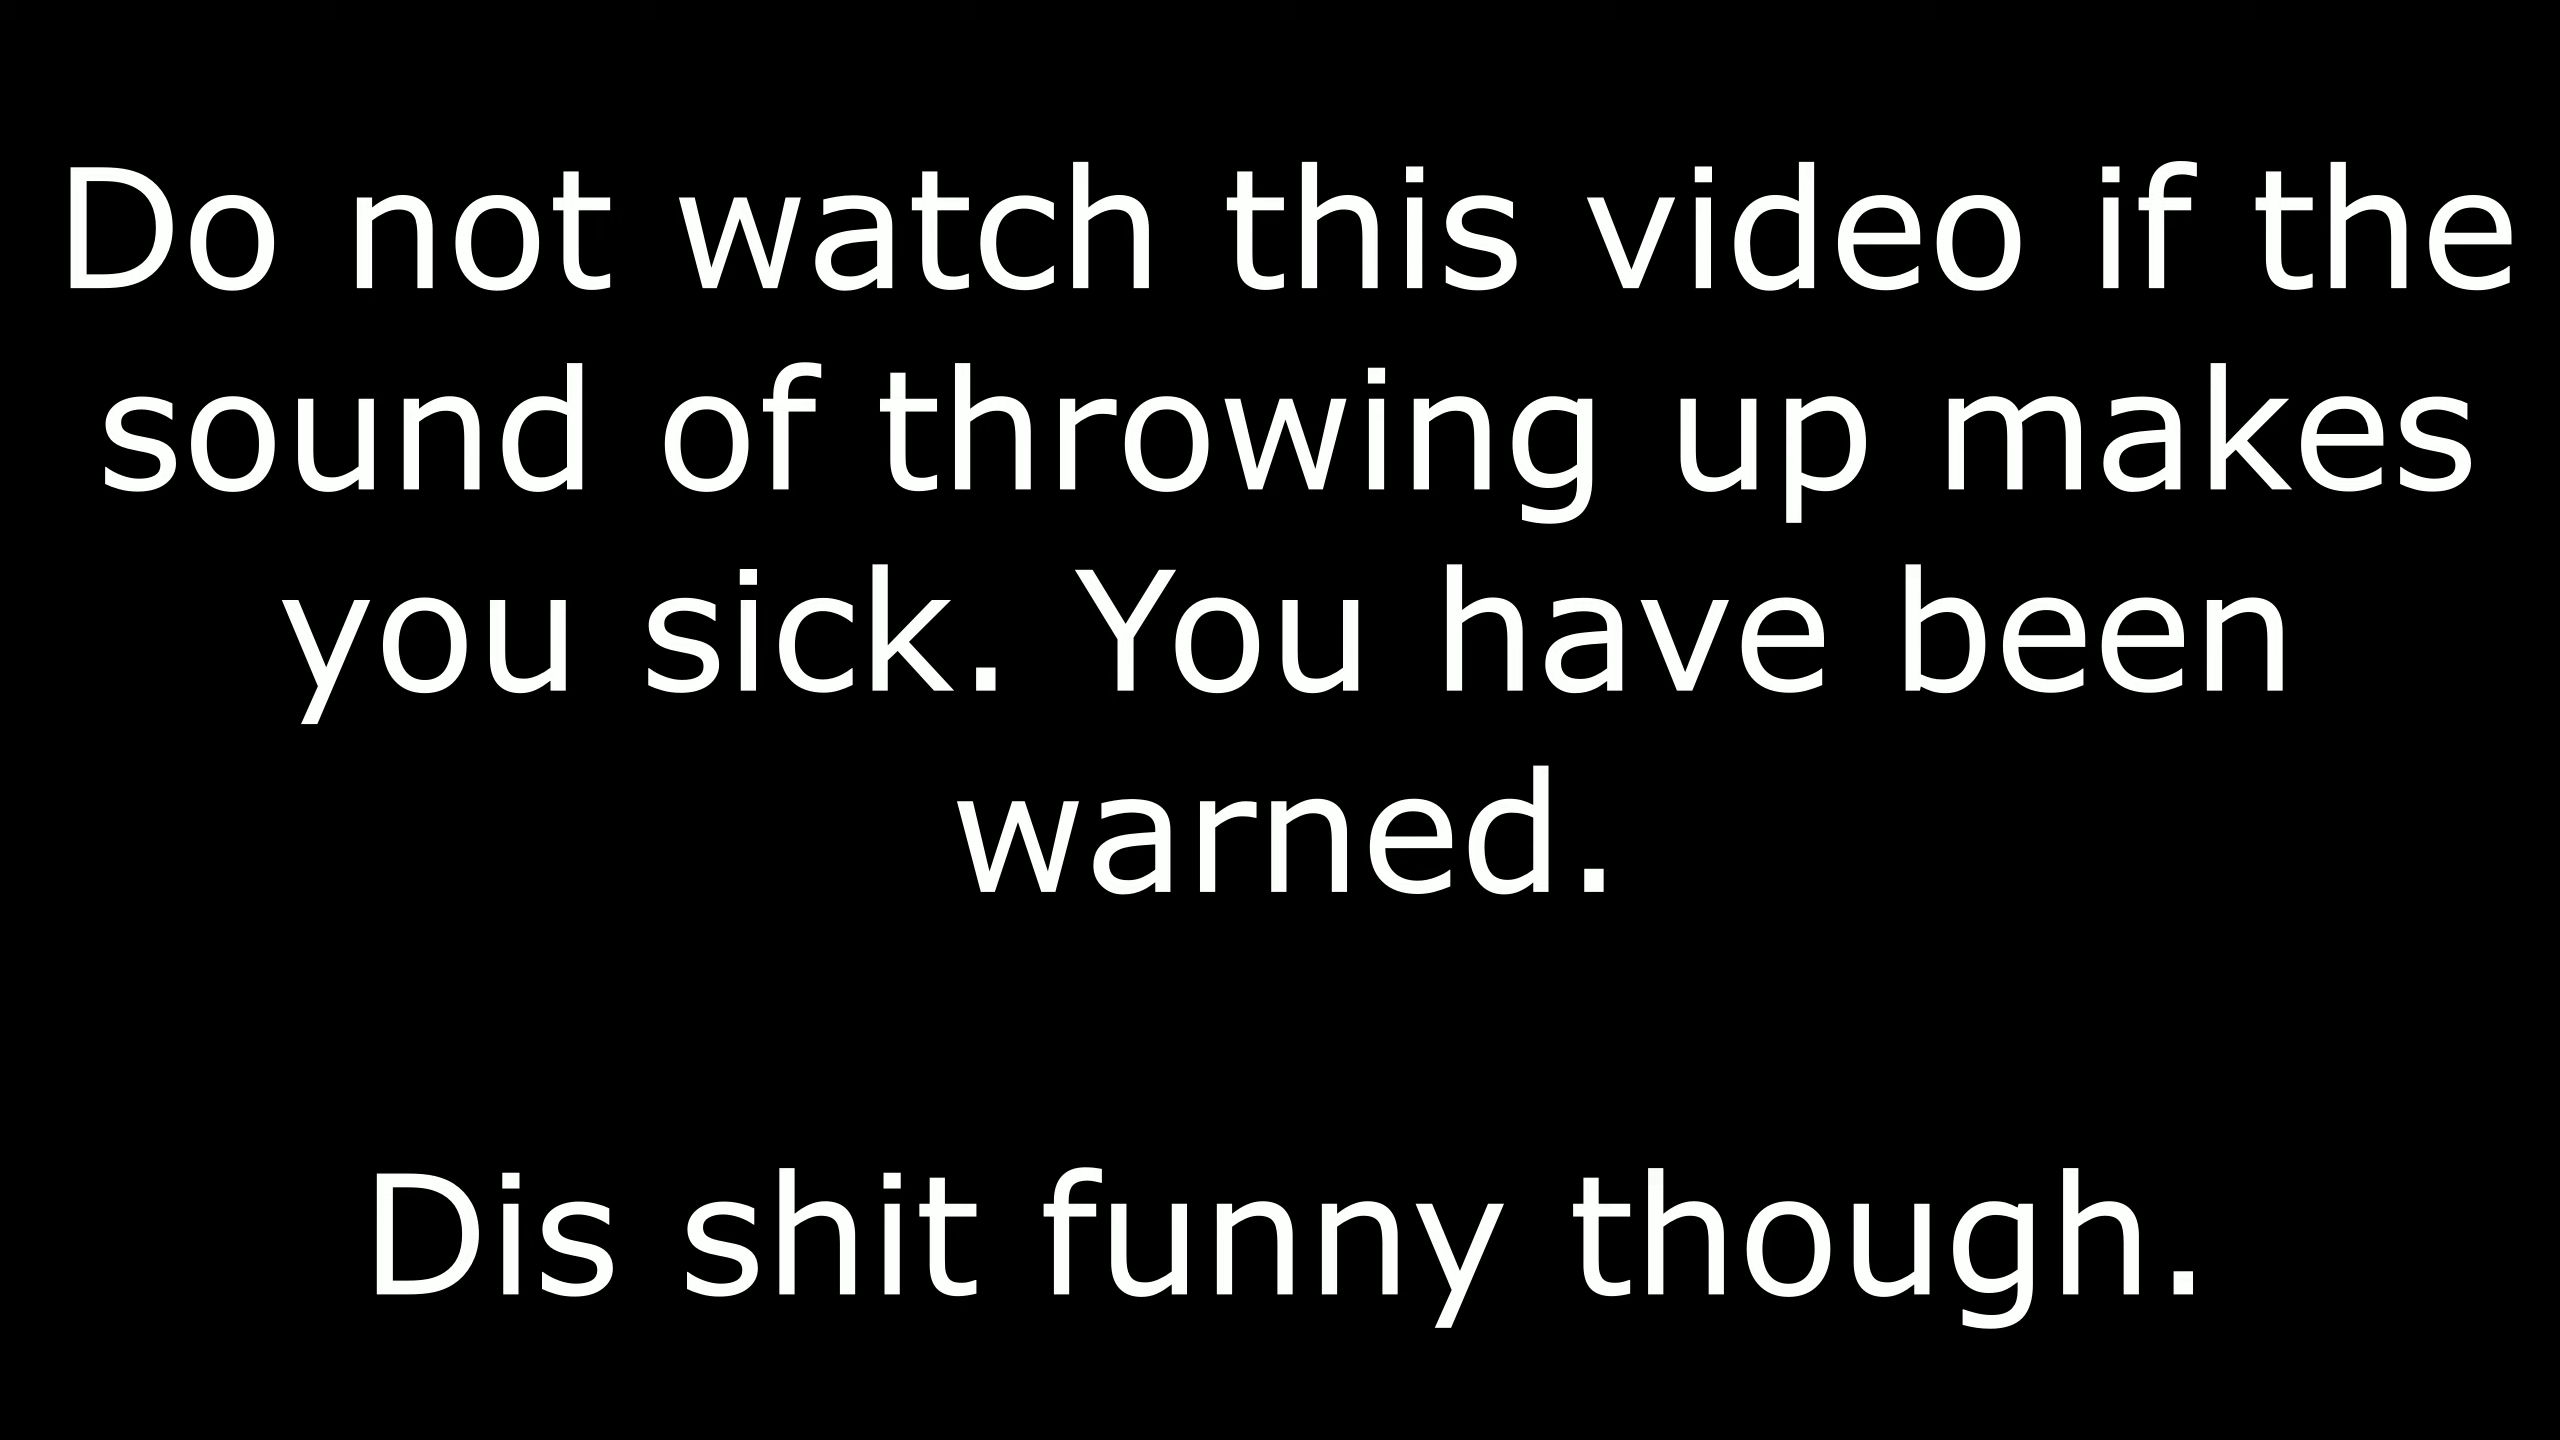 Do not watch this video if the
sound of throwing up makes
you sick. You have been
warned.
Dis shit funny though.